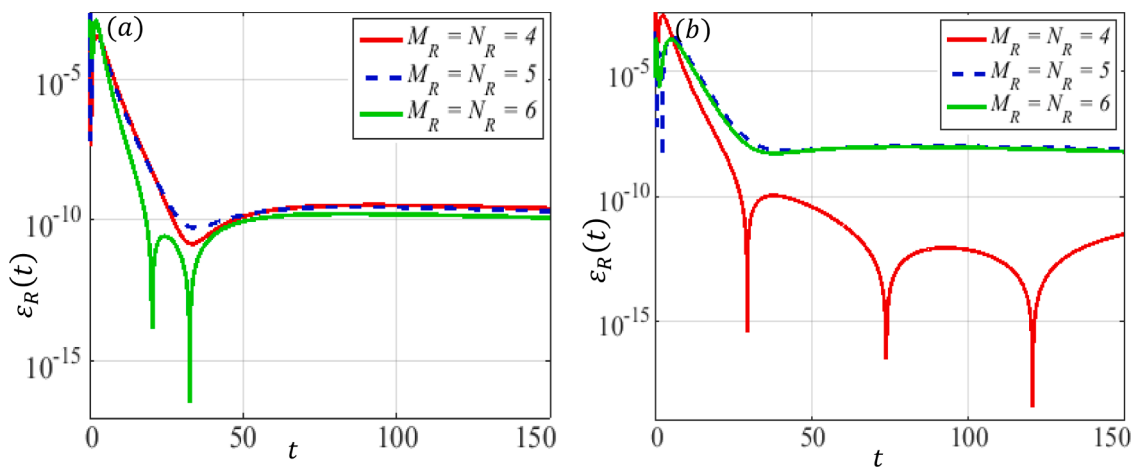 (a)
M_R = N_R = 4
M_R = N_R = 5
M_R = N_R = 6
10^-5
10^-10
10^-15
ε_R(t)
0 50 100 150
t
(b)
M_R = N_R = 4
M_R = N_R = 5
M_R = N_R = 6
10^-5
10^-10
10^-15
ε_R(t)
0 50 100 150
t